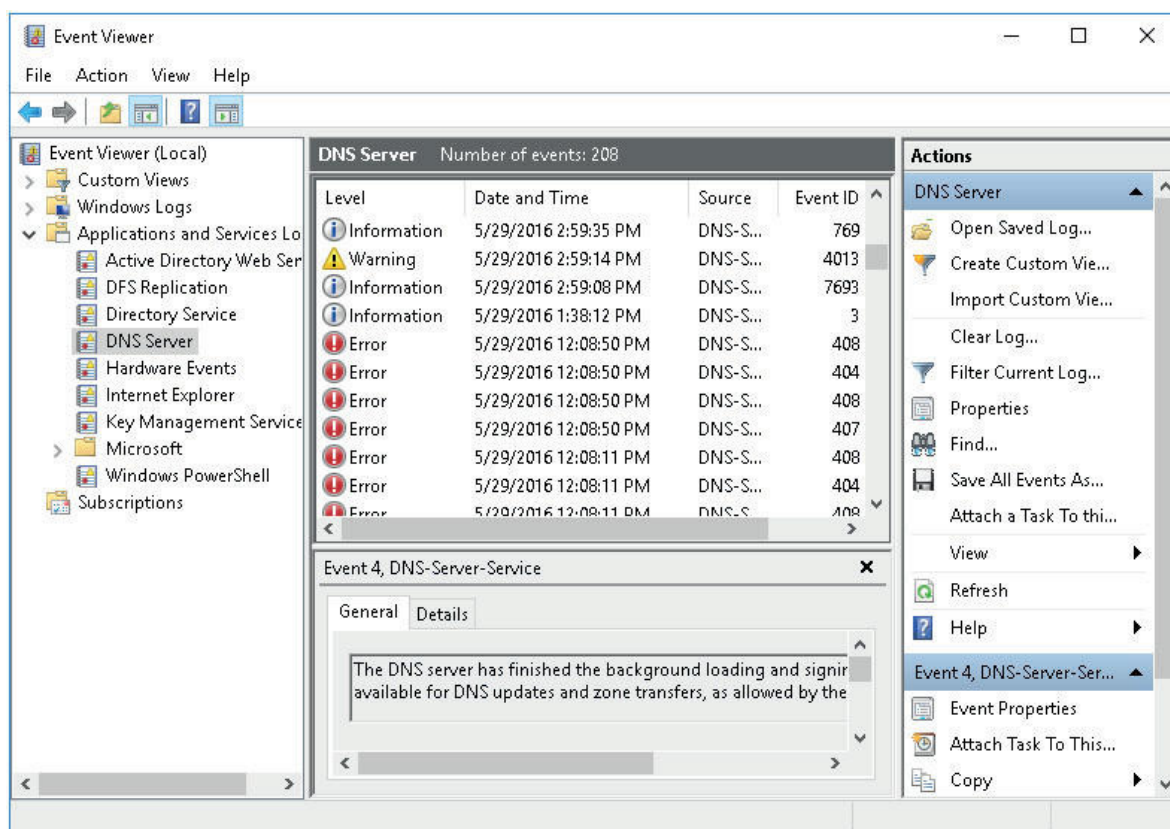 Event Viewer
File Action View Help
Event Viewer (Local)
Custom Views
Windows Logs
Applications and Services Lo
Active Directory Web Ser
DFS Replication
Directory Service
DNS Server
Hardware Events
Internet Explorer
Key Management Service
Microsoft
Windows PowerShell
Subscriptions
DNS Server Number of events: 208
Level Date and Time Source Event ID
Information 5/29/2016 2:59:35 PM DNS-S... 769
Warning 5/29/2016 2:59:14 PM DNS-S... 4013
Information 5/29/2016 2:59:08 PM DNS-S... 7693
Information 5/29/2016 1:38:12 PM DNS-S... 3
Error 5/29/2016 12:08:50 PM DNS-S... 408
Error 5/29/2016 12:08:50 PM DNS-S... 404
Error 5/29/2016 12:08:50 PM DNS-S... 408
Error 5/29/2016 12:08:50 PM DNS-S... 407
Error 5/29/2016 12:08:11 PM DNS-S... 408
Error 5/29/2016 12:08:11 PM DNS-S... 404
Error 5/29/2016 12:08:11 PM DNS-S 408
Event 4, DNS-Server-Service
General Details
The DNS server has finished the background loading and signir
available for DNS updates and zone transfers, as allowed by the
Actions
DNS Server
Open Saved Log...
Create Custom Vie...
Import Custom Vie...
Clear Log...
Filter Current Log...
Properties
Find...
Save All Events As...
Attach a Task To thi...
View
Refresh
Help
Event 4, DNS-Server-Ser...
Event Properties
Attach Task To This...
Copy